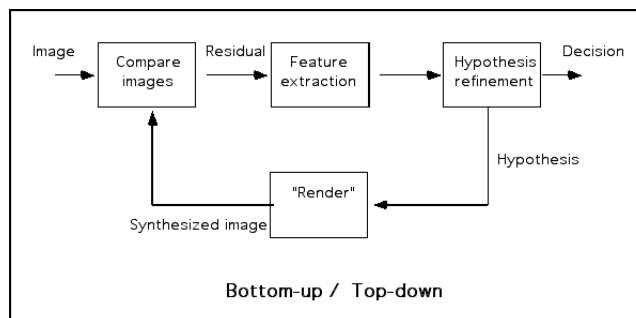 Image
Compare
images
Residual
Feature
extraction
Hypothesis
refinement
Decision
Hypothesis
"Render"
Synthesized image
Bottom-up / Top-down